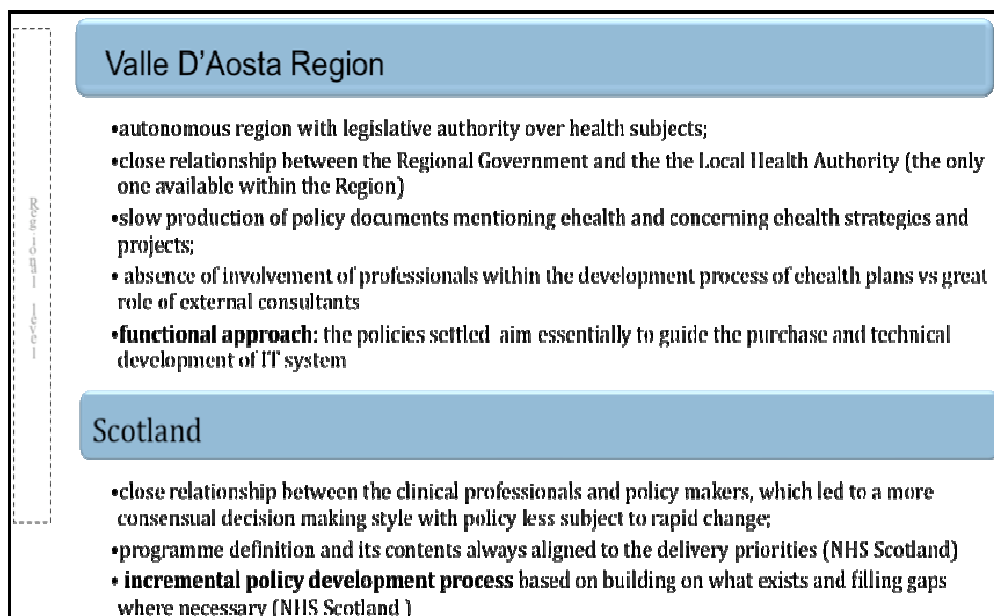 Valle D'Aosta Region
•autonomous region with legislative authority over health subjects;
•close relationship between the Regional Government and the the Local Health Authority (the only
one available within the Region)
•slow production of policy documents mentioning ehealth and concerning ehealth strategies and
projects;
• absence of involvement of professionals within the development process of ehealth plans vs great
role of external consultants
•functional approach: the policies settled aim essentially to guide the purchase and technical
development of IT system
Regional level
Scotland
•close relationship between the clinical professionals and policy makers, which led to a more
consensual decision making style with policy less subject to rapid change;
•programme definition and its contents always aligned to the delivery priorities (NHS Scotland)
• incremental policy development process based on building on what exists and filling gaps
where necessary (NHS Scotland )